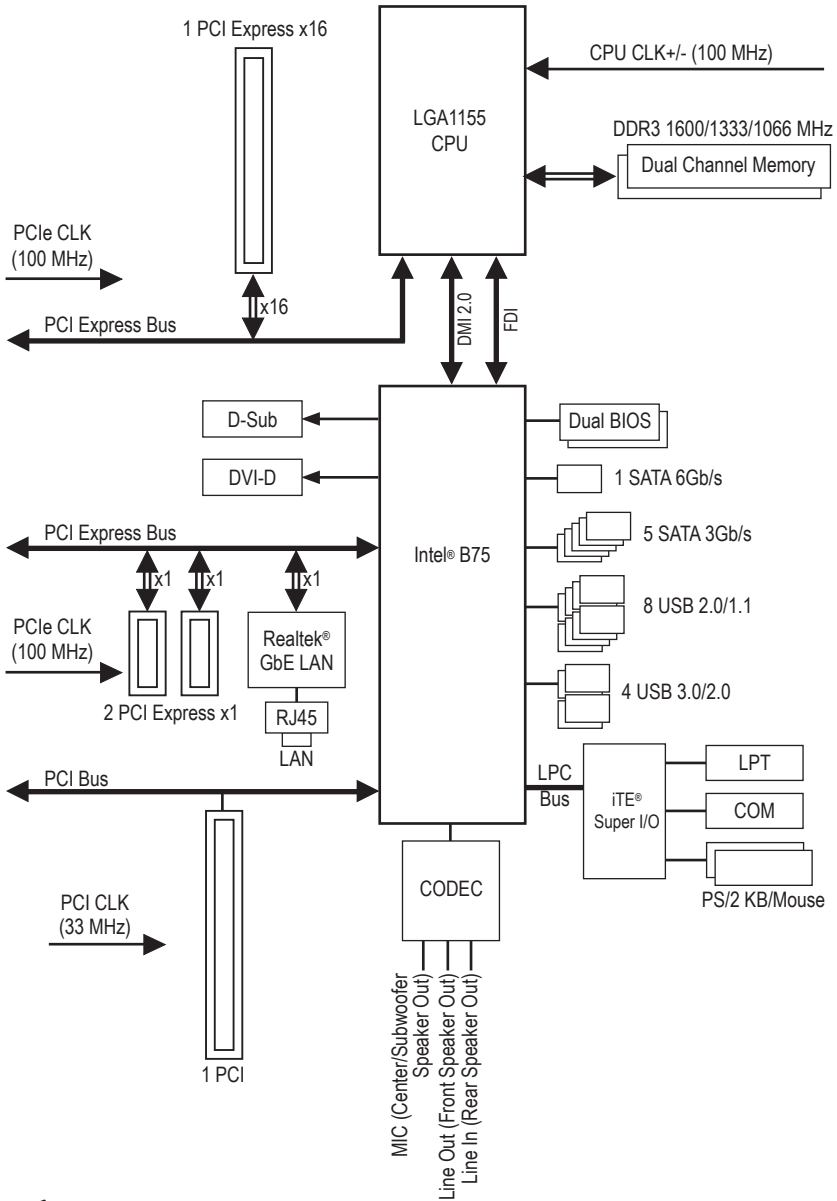 1 PCI Express x16
CPU CLK+/- (100 MHz)
LGA1155
CPU
DDR3 1600/1333/1066 MHz
Dual Channel Memory
PCIe CLK
(100 MHz)
x16
PCI Express Bus
DMI 2.0
FDI
D-Sub
Dual BIOS
DVI-D
1 SATA 6Gb/s
PCI Express Bus
Intel® B75
5 SATA 3Gb/s
x1
x1
x1
8 USB 2.0/1.1
PCIe CLK
(100 MHz)
Realtek®
GbE LAN
4 USB 3.0/2.0
2 PCI Express x1
RJ45
LAN
PCI Bus
LPC
Bus
iTE®
Super I/O
LPT
COM
PS/2 KB/Mouse
CODEC
PCI CLK
(33 MHz)
1 PCI
MIC (Center/Subwoofer
Speaker Out)
Line Out (Front Speaker Out)
Line In (Rear Speaker Out)